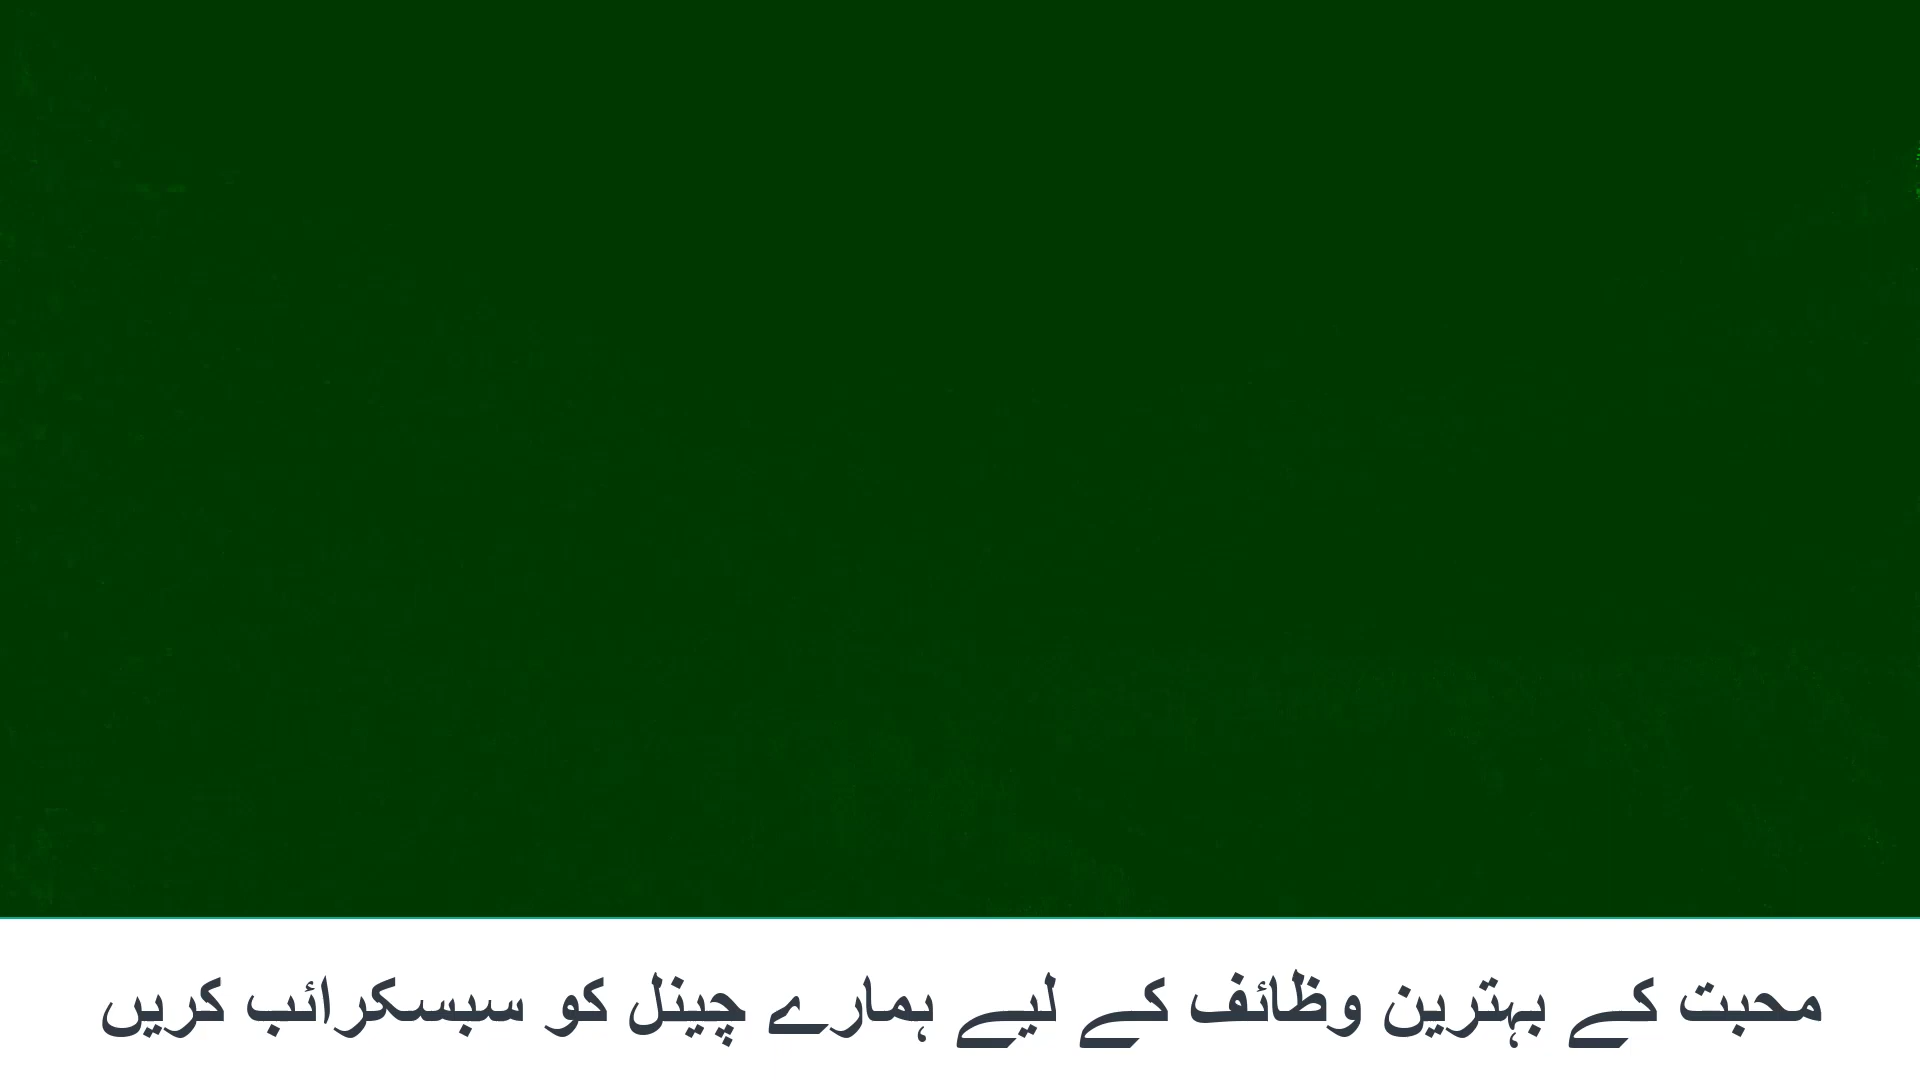 محبت کے بہترین وظائف کے لیے ہمارے چینل کو سبسکرائب کریں